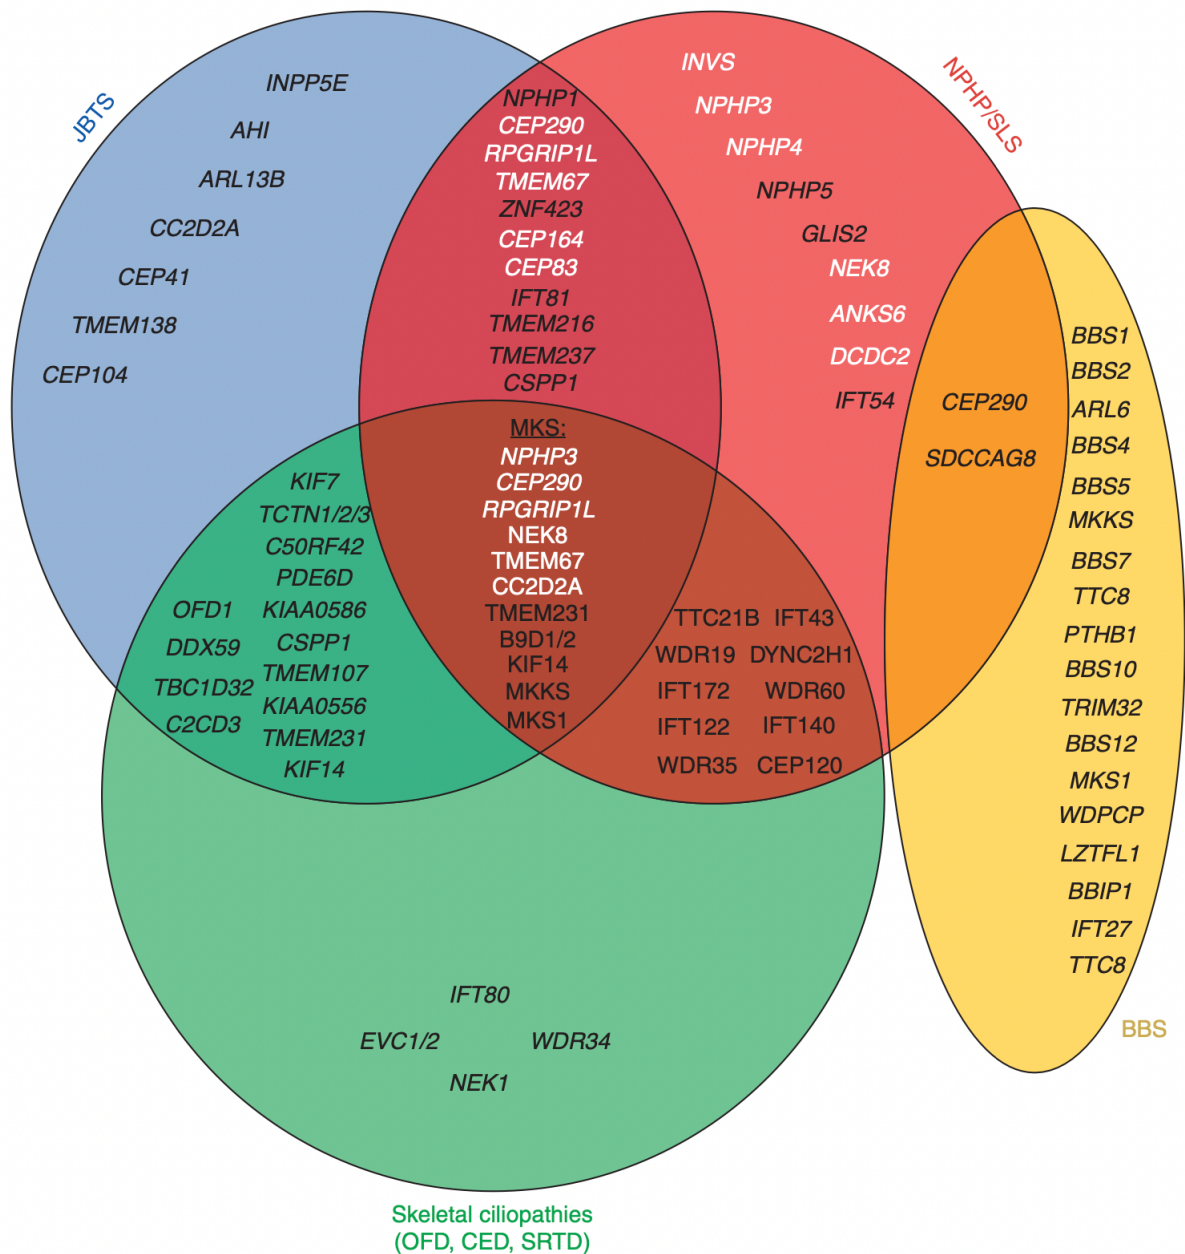 JBTS
INPP5E
AHI
ARL13B
CC2D2A
CEP41
TMEM138
CEP104
NPHP1
CEP290
RPGRIP1L
TMEM67
ZNF423
CEP164
CEP83
IFT81
TMEM216
TMEM237
CSPP1
NPHP/SLS
INVS
NPHP3
NPHP4
NPHP5
GLIS2
NEK8
ANKS6
DCDC2
IFT54
CEP290
SDCCAG8
BBS1
BBS2
ARL6
BBS4
BBS5
MKKS
BBS7
TTC8
PTHB1
BBS10
TRIM32
BBS12
MKS1
WDPCP
LZTFL1
BBIP1
IFT27
TTC8
BBS
MKS:
NPHP3
CEP290
RPGRIP1L
NEK8
TMEM67
CC2D2A
TMEM231
B9D1/2
KIF14
MKKS
MKS1
KIF7
TCTN1/2/3
C50RF42
PDE6D
OFD1 KIAA0586
DDX59 CSPP1
TBC1D32 TMEM107
C2CD3 KIAA0556
TMEM231
KIF14
TTC21B IFT43
WDR19 DYNC2H1
IFT172 WDR60
IFT122 IFT140
WDR35 CEP120
IFT80
EVC1/2 WDR34
NEK1
Skeletal ciliopathies
(OFD, CED, SRTD)